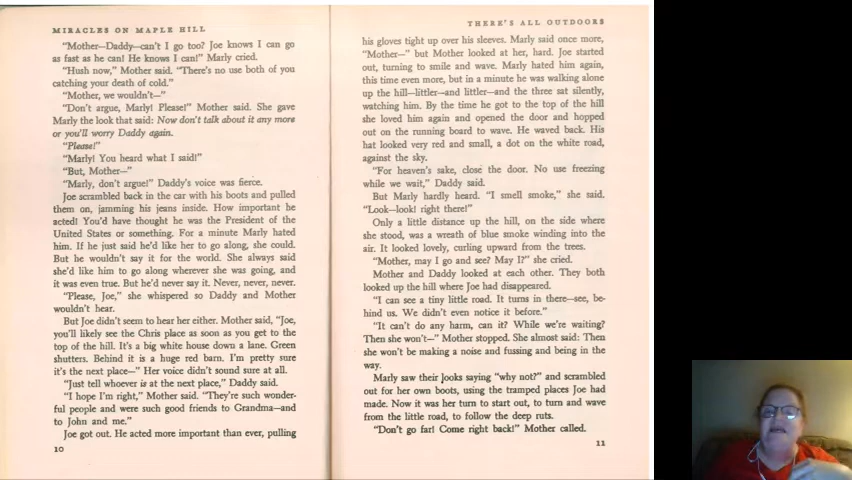 MIRACLES ON MAPLE HILL
"Mother—Daddy—can't I go too? Joe knows I can go
as fast as he can! He knows I can!" Marly cried.
"Hush now," Mother said. "There's no use both of you
catching your death of cold."
"Mother, we wouldn't—"
"Don't argue, Marly! Please!" Mother said. She gave
Marly the look that said: Now don't talk about it any more
or you'll worry Daddy again.
"Please!"
"Marly! You heard what I said!"
"But, Mother—"
"Marly, don't argue!" Daddy's voice was fierce.
Joe scrambled back in the car with his boots and pulled
them on, jamming his jeans inside. How important he
acted! You'd have thought he was the President of the
United States or something. For a minute Marly hated
him. If he just said he'd like her to go along, she could.
But he wouldn't say it for the world. She always said
she'd like him to go along wherever she was going, and
it was even true. But he'd never say it. Never, never, never.
"Please, Joe," she whispered so Daddy and Mother
wouldn't hear.
But Joe didn't seem to hear her either. Mother said, "Joe,
you'll likely see the Chris place as soon as you get to the
top of the hill. It's a big white house down a lane. Green
shutters. Behind it is a huge red barn. I'm pretty sure
it's the next place—" Her voice didn't sound sure at all.
"Just tell whoever is at the next place," Daddy said.
"I hope I'm right," Mother said. "They're such wonder-
ful people and were such good friends to Grandma—and
to John and me."
Joe got out. He acted more important than ever, pulling
10
THERE'S ALL OUTDOORS
his gloves tight up over his sleeves. Marly said once more,
"Mother—" but Mother looked at her, hard. Joe started
out, turning to smile and wave. Marly hated him again,
this time even more, but in a minute he was walking alone
up the hill—littler—and littler—and the three sat silently,
watching him. By the time he got to the top of the hill
she loved him again and opened the door and hopped
out on the running board to wave. He waved back. His
hat looked very red and small, a dot on the white road,
against the sky.
"For heaven's sake, close the door. No use freezing
while we wait," Daddy said.
But Marly hardly heard. "I smell smoke," she said.
"Look—look! right there!"
Only a little distance up the hill, on the side where
she stood, was a wreath of blue smoke winding into the
air. It looked lovely, curling upward from the trees.
"Mother, may I go and see? May I?" she cried.
Mother and Daddy looked at each other. They both
looked up the hill where Joe had disappeared.
"I can see a tiny little road. It turns in there—see, be-
hind us. We didn't even notice it before."
"It can't do any harm, can it? While we're waiting?
Then she won't—" Mother stopped. She almost said: Then
she won't be making a noise and fussing and being in the
way.
Marly saw their looks saying "why not?" and scrambled
out for her own boots, using the tramped places Joe had
made. Now it was her turn to start out, to turn and wave
from the little road, to follow the deep ruts.
"Don't go far! Come right back!" Mother called.
11